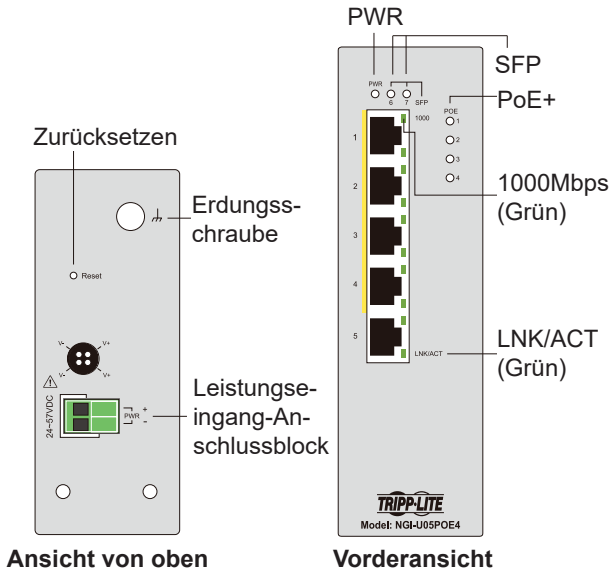 PWR
SFP
PoE+
PWR
6
7
SFP
POE
1000
1
2
3
4
1
2
3
4
5
1000Mbps
(Grün)
LNK/ACT
LNK/ACT
(Grün)
TRIPP·LITE
Model: NGI-U05POE4
Vorderansicht
Zurücksetzen
Erdungss-
chraube
Reset
V-
V+
V-
V+
24–57VDC
PWR
+
-
Leistungse-
ingang-An-
schlussblock
Ansicht von oben